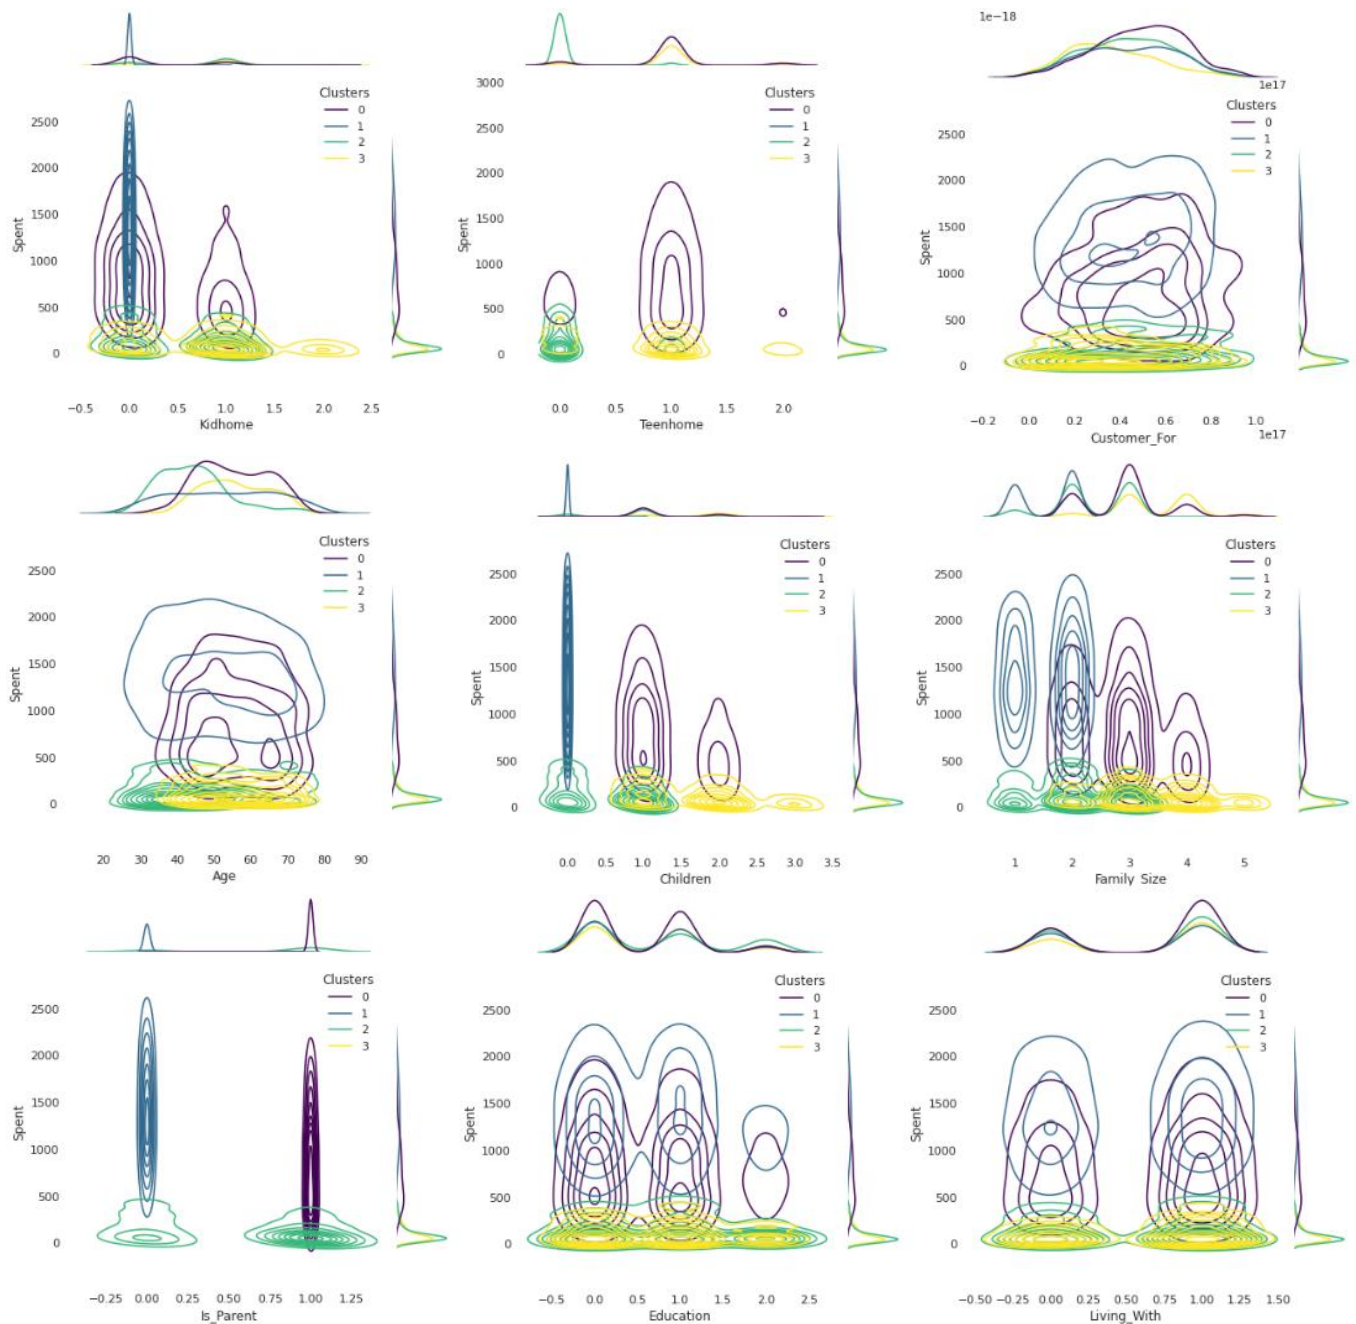 1e−18
1e17
Clusters
0
1
2
3
2500
2000
1500
1000
500
0
Spent
−0.5 0.0 0.5 1.0 1.5 2.0 2.5
Kidhome
Clusters
0
1
2
3
3000
2500
2000
1500
1000
500
0
Spent
0.0 1.0 2.0
Teenhome
Clusters
0
1
2
3
2500
2000
1500
1000
500
0
Spent
−0.2 0.0 0.2 0.4 0.6 0.8 1.0
Customer_For 1e17
Clusters
0
1
2
3
2500
2000
1500
1000
500
0
Spent
20 30 40 50 60 70 80 90
Age
Clusters
0
1
2
3
2500
2000
1500
1000
500
0
Spent
0.0 0.5 1.0 1.5 2.0 2.5 3.0 3.5
Children
Clusters
0
1
2
3
2500
2000
1500
1000
500
0
Spent
1 2 3 4 5
Family_Size
Clusters
0
1
2
3
2500
2000
1500
1000
500
0
Spent
−0.25 0.00 0.25 0.50 0.75 1.00 1.25
Is_Parent
Clusters
0
1
2
3
2500
2000
1500
1000
500
0
Spent
−0.5 0.0 0.5 1.0 1.5 2.0 2.5
Education
Clusters
0
1
2
3
2500
2000
1500
1000
500
0
Spent
−0.50 −0.25 0.00 0.25 0.50 0.75 1.00 1.25 1.50
Living_With